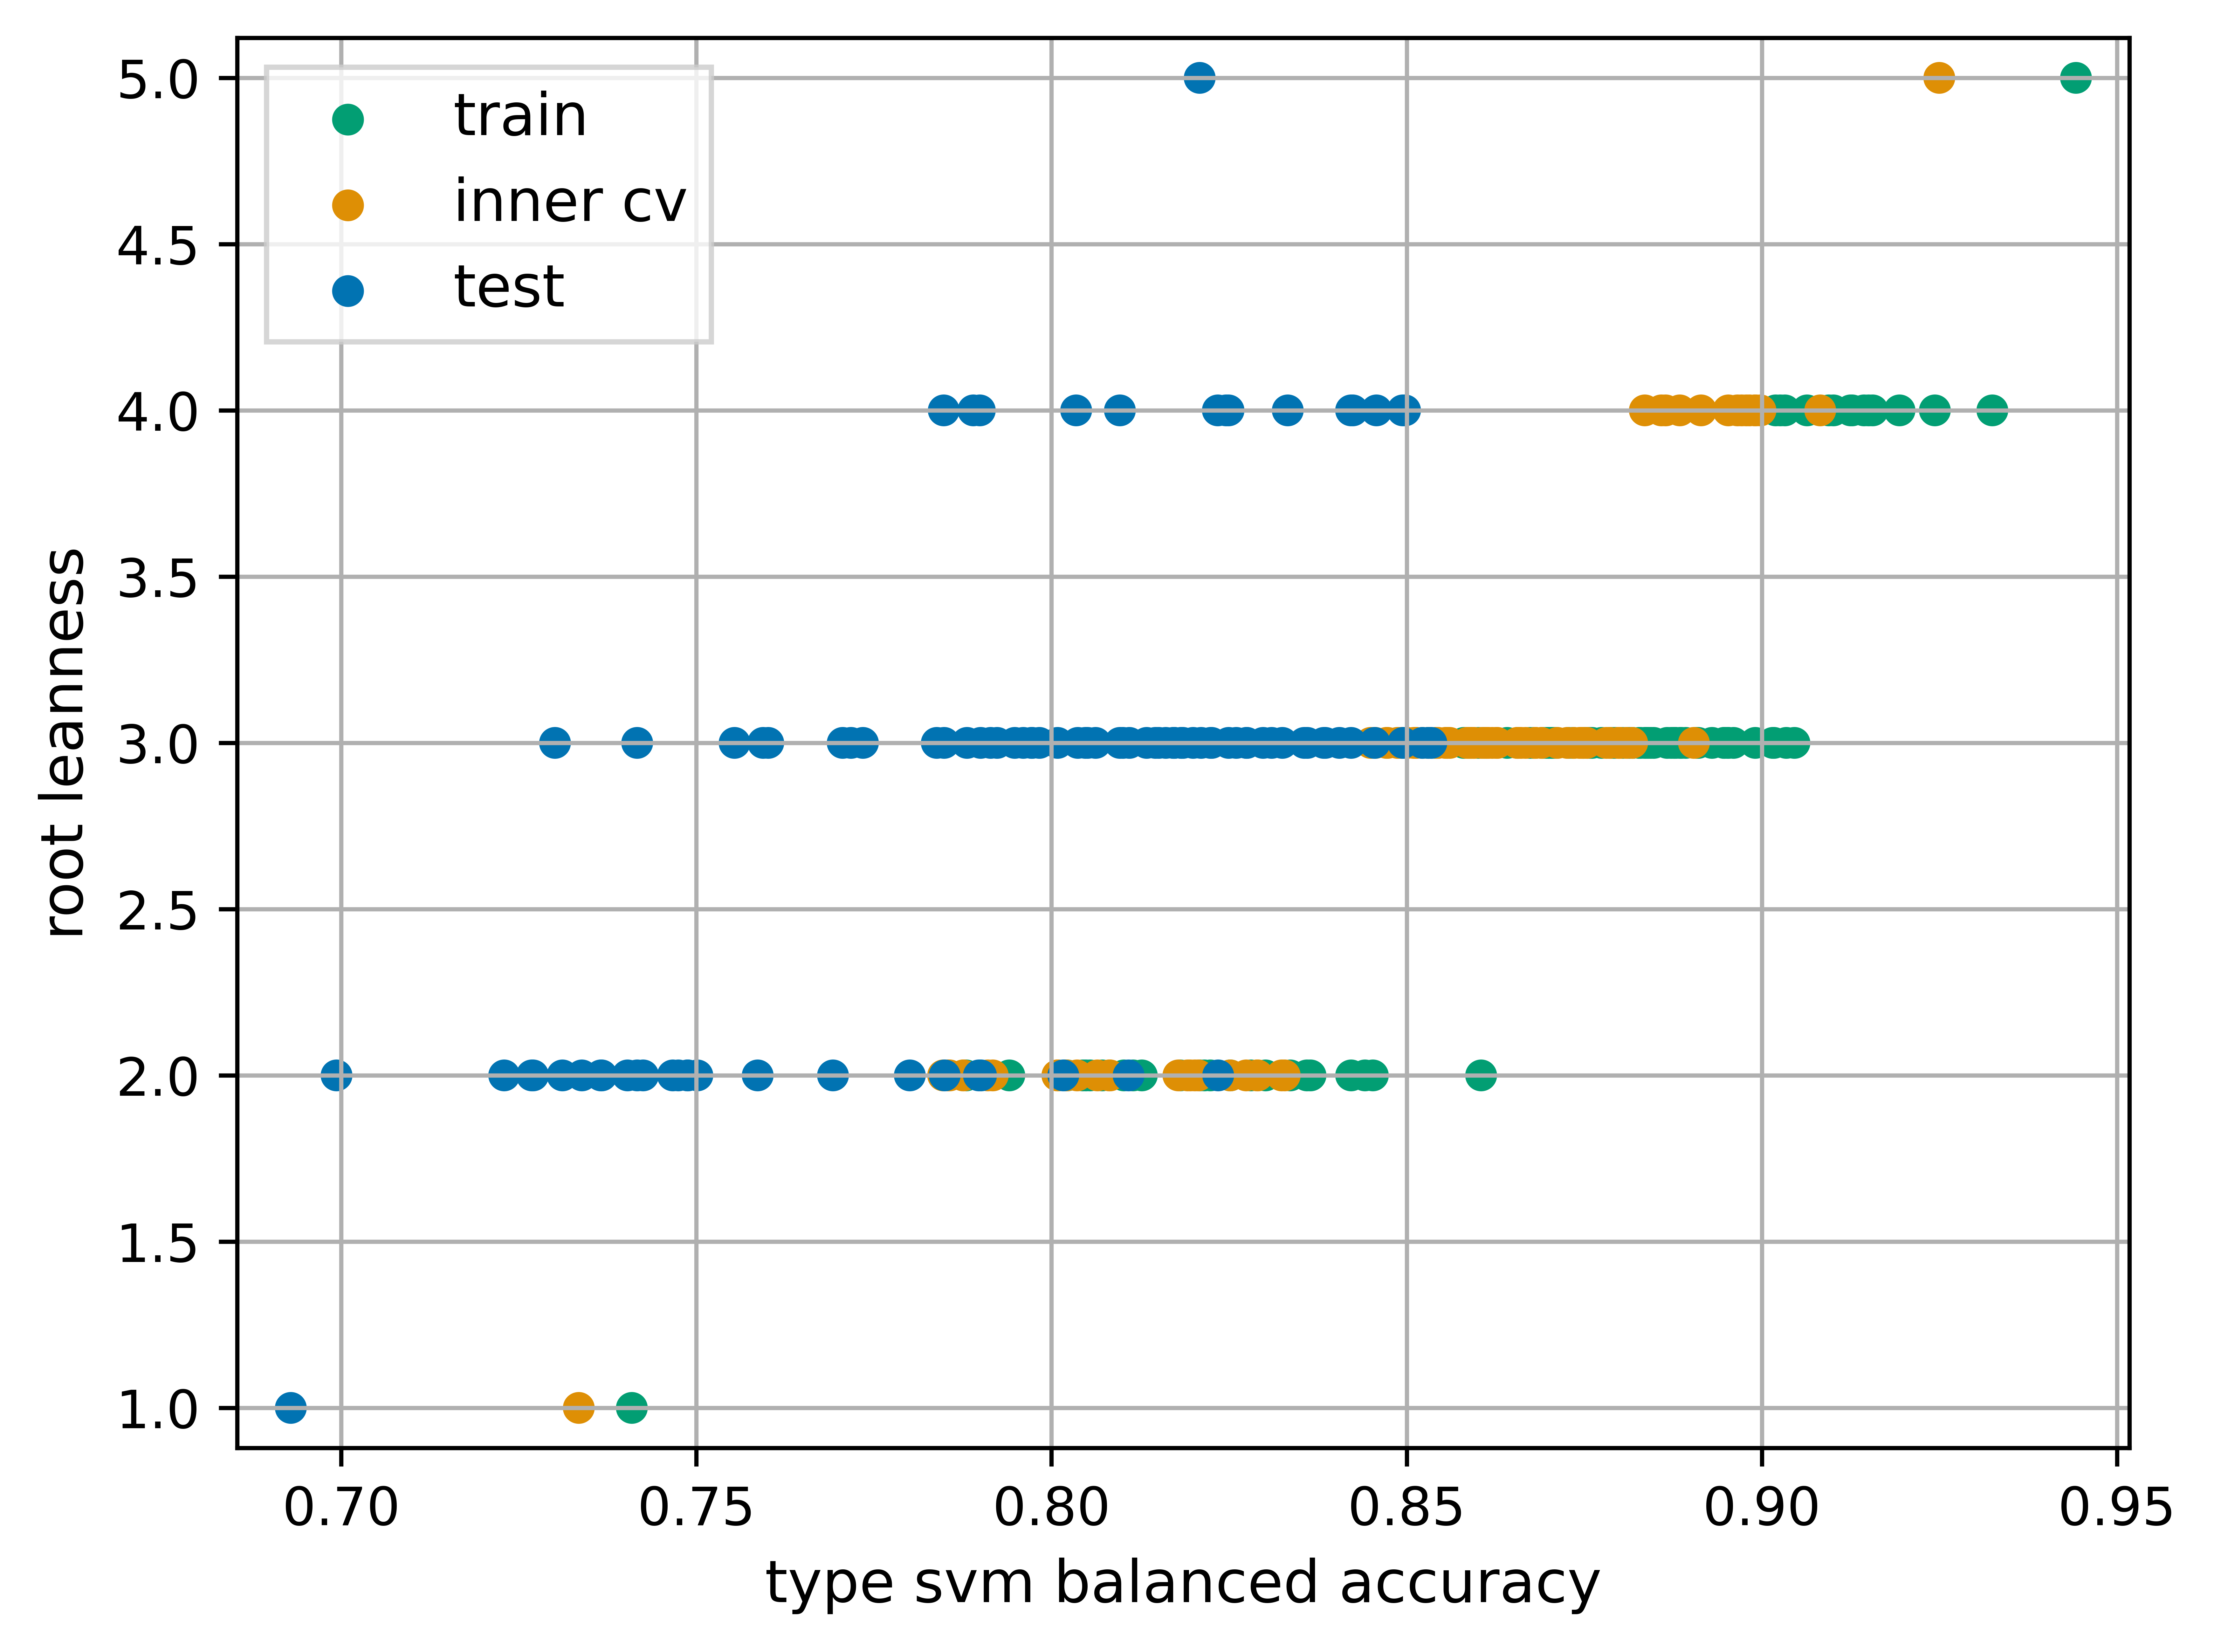 train
inner cv
test
5.0
4.5
4.0
3.5
3.0
2.5
2.0
1.5
1.0
root leanness
0.70 0.75 0.80 0.85 0.90 0.95
type svm balanced accuracy